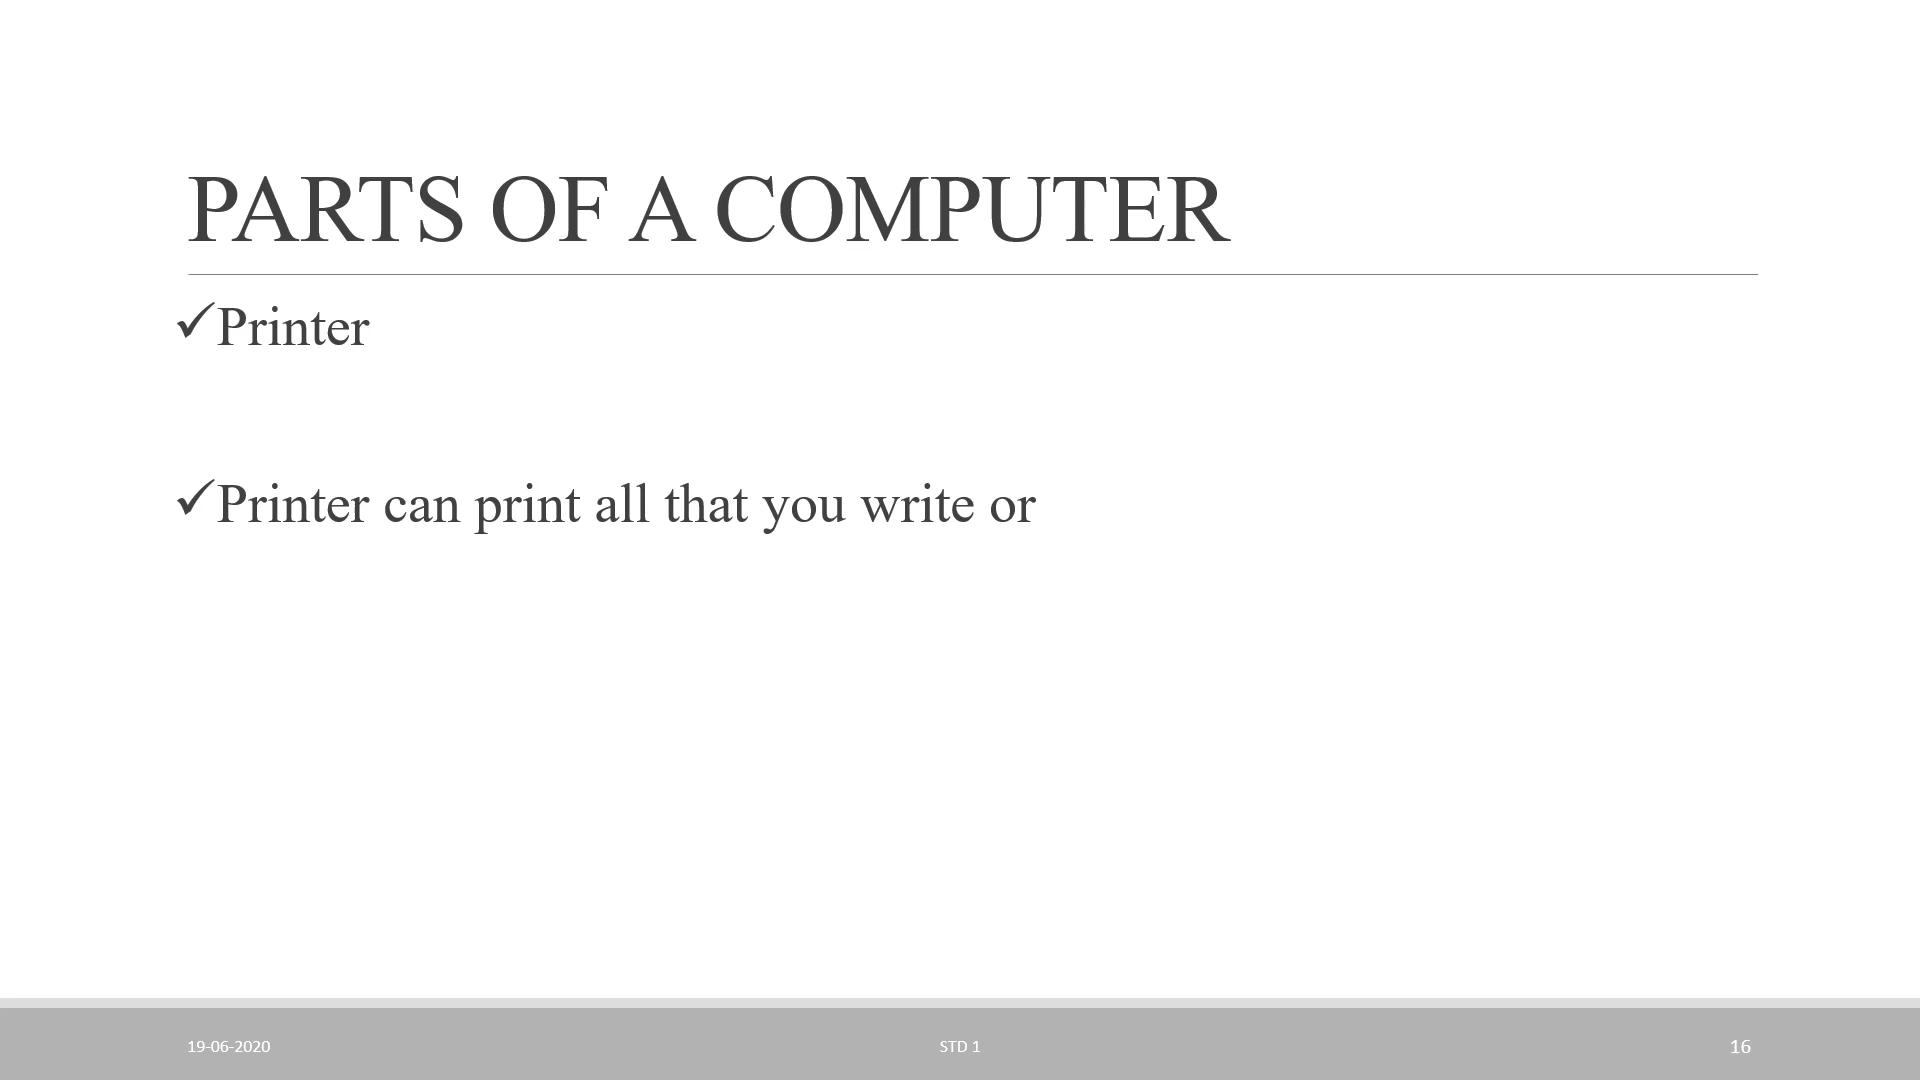 PARTS OF A COMPUTER
✓Printer
✓Printer can print all that you write or
19-06-2020
STD 1
16